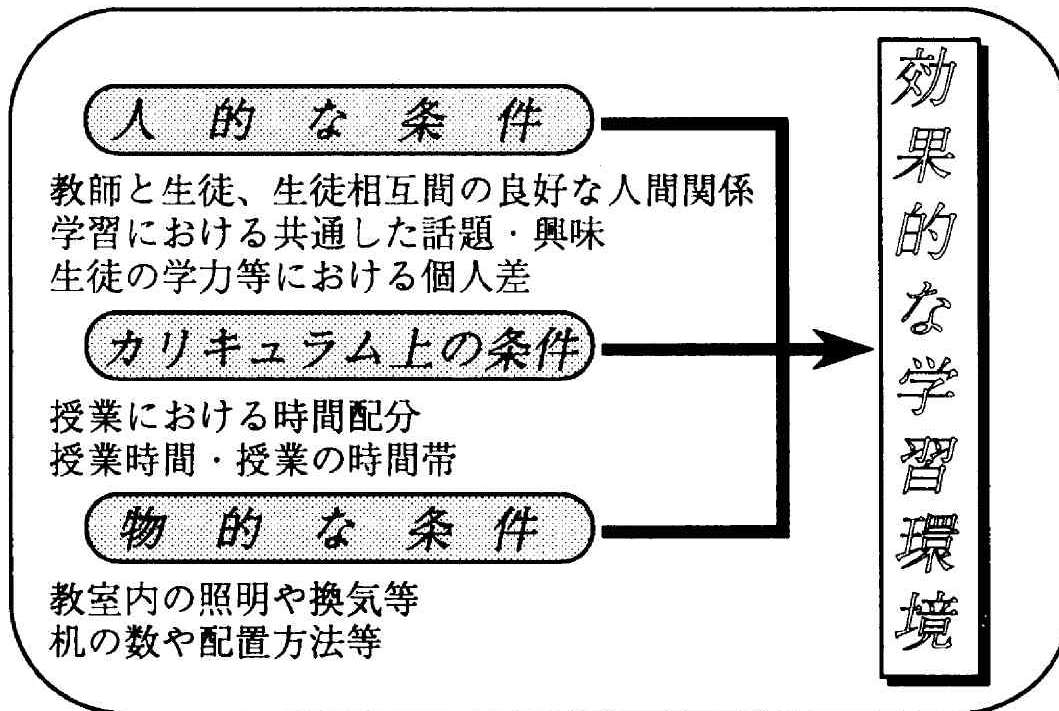 人的な条件
教師と生徒、生徒相互間の良好な人間関係
学習における共通した話題・興味
生徒の学力等における個人差
カリキュラム上の条件
授業における時間配分
授業時間・授業の時間帯
物的な条件
教室内の照明や換気等
机の数や配置方法等
効果的な学習環境